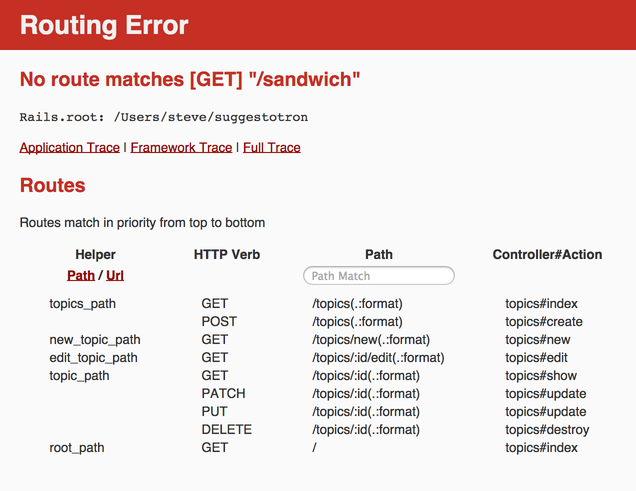 Routing Error
No route matches [GET] "/sandwich"
Rails.root: /Users/steve/suggestotron
Application Trace | Framework Trace | Full Trace
Routes
Routes match in priority from top to bottom
Helper HTTP Verb Path Controller#Action
Path / Url Path Match
topics_path GET /topics(.:format) topics#index
POST /topics(.:format) topics#create
new_topic_path GET /topics/new(.:format) topics#new
edit_topic_path GET /topics/:id/edit(.:format) topics#edit
topic_path GET /topics/:id(.:format) topics#show
PATCH /topics/:id(.:format) topics#update
PUT /topics/:id(.:format) topics#update
DELETE /topics/:id(.:format) topics#destroy
root_path GET / topics#index